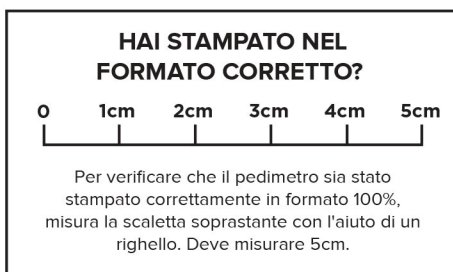 HAI STAMPATO NEL
FORMATO CORRETTO?
0 1cm 2cm 3cm 4cm 5cm
Per verificare che il pedimetro sia stato
stampato correttamente in formato 100%,
misura la scaletta soprastante con l'aiuto di un
righello. Deve misurare 5cm.